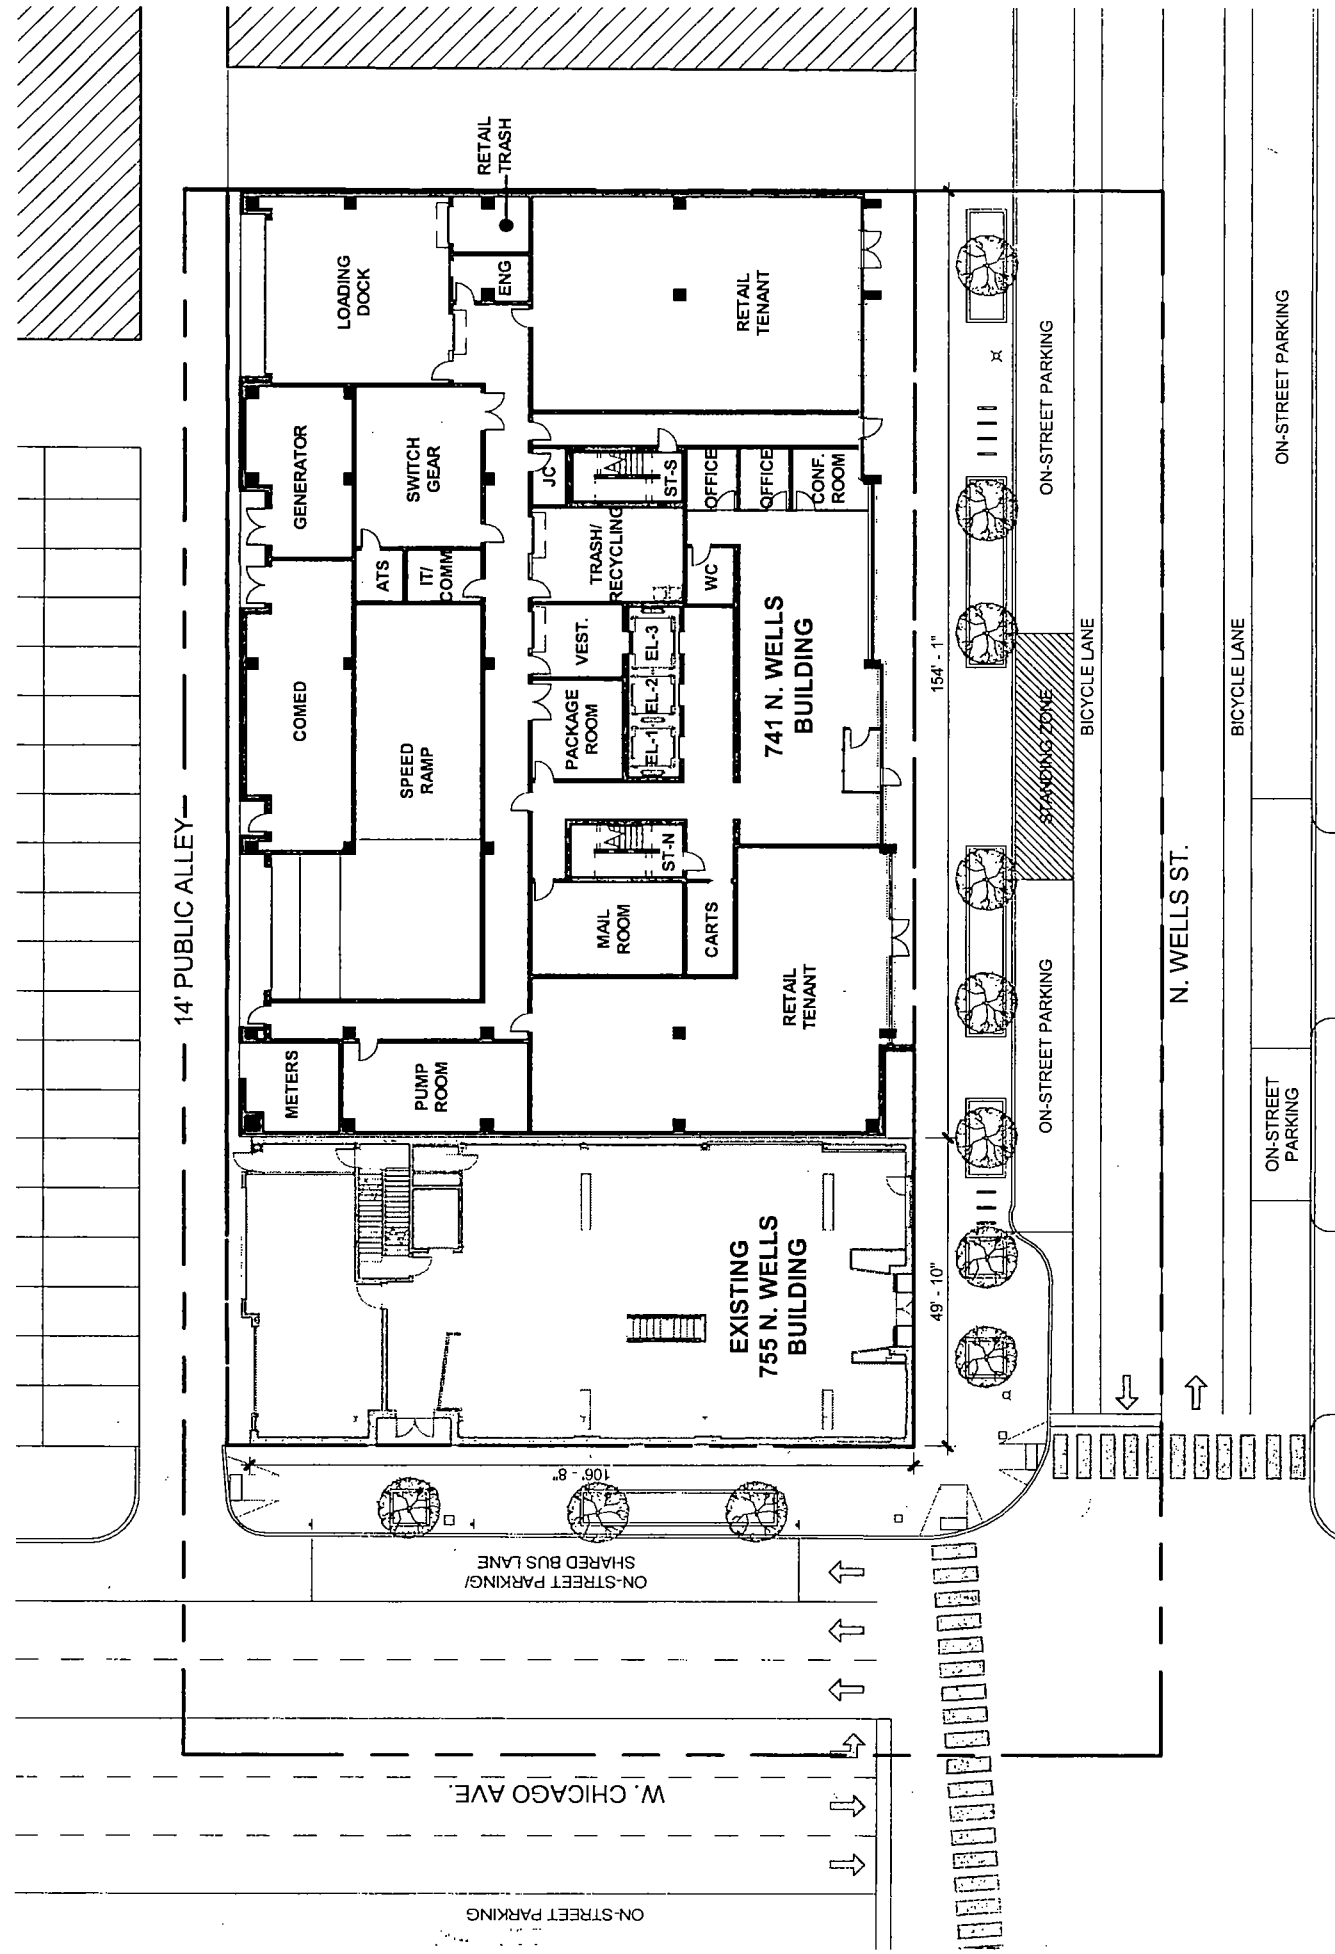 RETAIL
TRASH
LOADING
DOCK
ENG
RETAIL
TENANT
GENERATOR
SWITCH
GEAR
JC
ST-S
OFFICE
OFFICE
CONF.
ROOM
ATS
IT/
COMM
TRASH/
RECYCLING
WC
COMED
SPEED
RAMP
VEST.
PACKAGE
ROOM
EL-1
EL-2
EL-3
741 N. WELLS
BUILDING
ST-N
MAIL
ROOM
CARTS
RETAIL
TENANT
METERS
PUMP
ROOM
EXISTING
755 N. WELLS
BUILDING
14' PUBLIC ALLEY
154' - 1"
49' - 10"
106' - 8"
ON-STREET PARKING
STANDING ZONE
ON-STREET PARKING
BICYCLE LANE
BICYCLE LANE
N. WELLS ST.
ON-STREET PARKING
ON-STREET
PARKING
ON-STREET PARKING/
SHARED BUS LANE
W. CHICAGO AVE.
ON-STREET PARKING